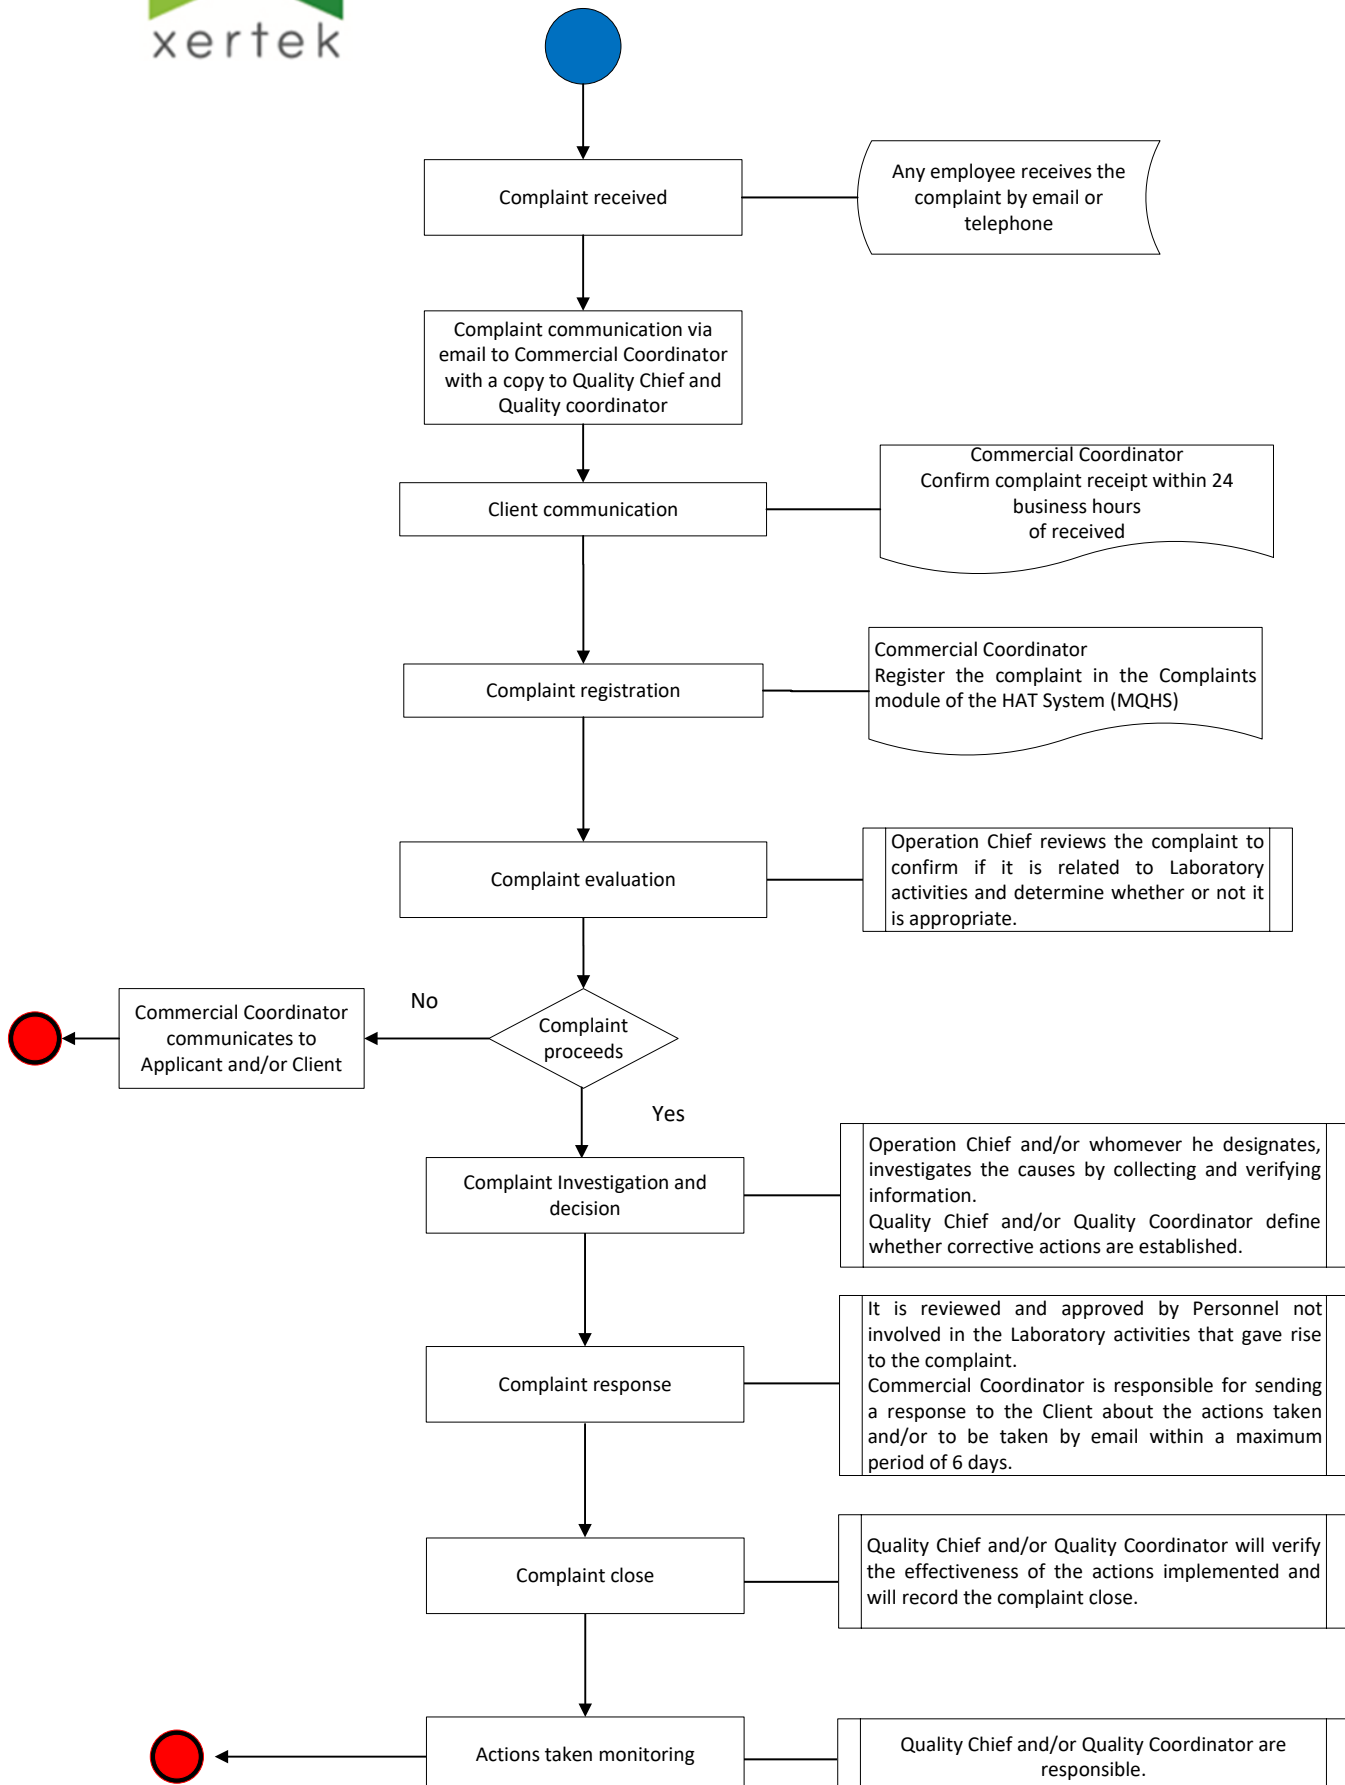 xertek
Complaint received
Any employee receives the
complaint by email or
telephone
Complaint communication via
email to Commercial Coordinator
with a copy to Quality Chief and
Quality coordinator
Client communication
Commercial Coordinator
Confirm complaint receipt within 24
business hours
of received
Complaint registration
Commercial Coordinator
Register the complaint in the Complaints
module of the HAT System (MQHS)
Complaint evaluation
Operation Chief reviews the complaint to
confirm if it is related to Laboratory
activities and determine whether or not it
is appropriate.
Complaint
proceeds
No
Commercial Coordinator
communicates to
Applicant and/or Client
Yes
Complaint Investigation and
decision
Operation Chief and/or whomever he designates,
investigates the causes by collecting and verifying
information.
Quality Chief and/or Quality Coordinator define
whether corrective actions are established.
Complaint response
It is reviewed and approved by Personnel not
involved in the Laboratory activities that gave rise
to the complaint.
Commercial Coordinator is responsible for sending
a response to the Client about the actions taken
and/or to be taken by email within a maximum
period of 6 days.
Complaint close
Quality Chief and/or Quality Coordinator will verify
the effectiveness of the actions implemented and
will record the complaint close.
Actions taken monitoring
Quality Chief and/or Quality Coordinator are
responsible.